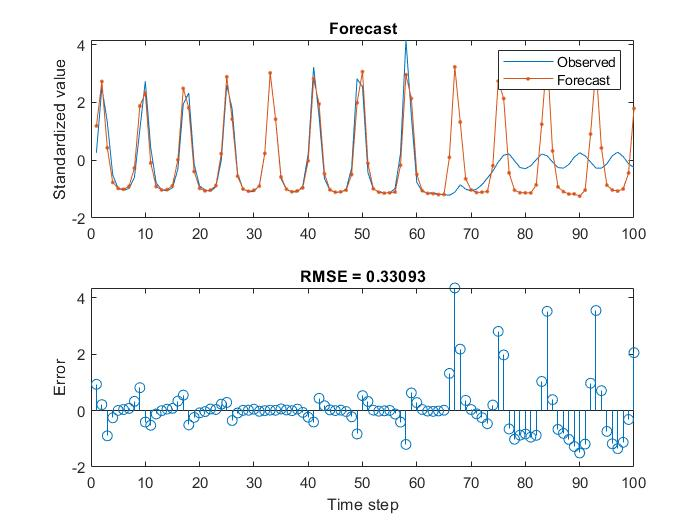 Forecast
4
2
0
-2
Standardized value
Observed
Forecast
0 10 20 30 40 50 60 70 80 90 100
RMSE = 0.33093
4
2
0
-2
Error
0 10 20 30 40 50 60 70 80 90 100
Time step